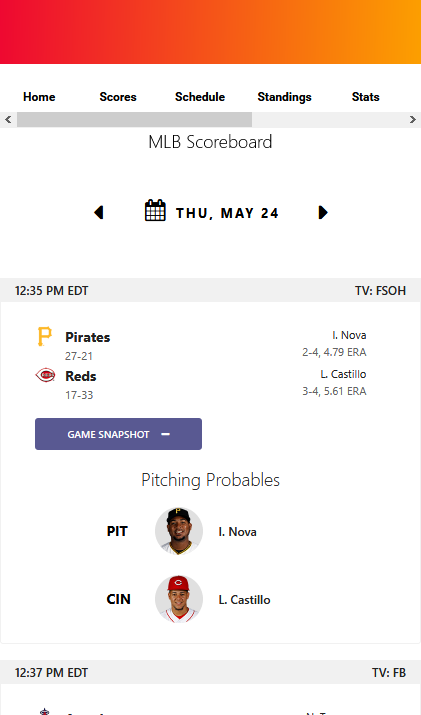 Home Scores Schedule Standings Stats
MLB Scoreboard
THU, MAY 24
12:35 PM EDT TV: FSOH
Pirates I. Nova
27-21 2-4, 4.79 ERA
Reds L. Castillo
17-33 3-4, 5.61 ERA
GAME SNAPSHOT
Pitching Probables
PIT I. Nova
CIN L. Castillo
12:37 PM EDT TV: FB